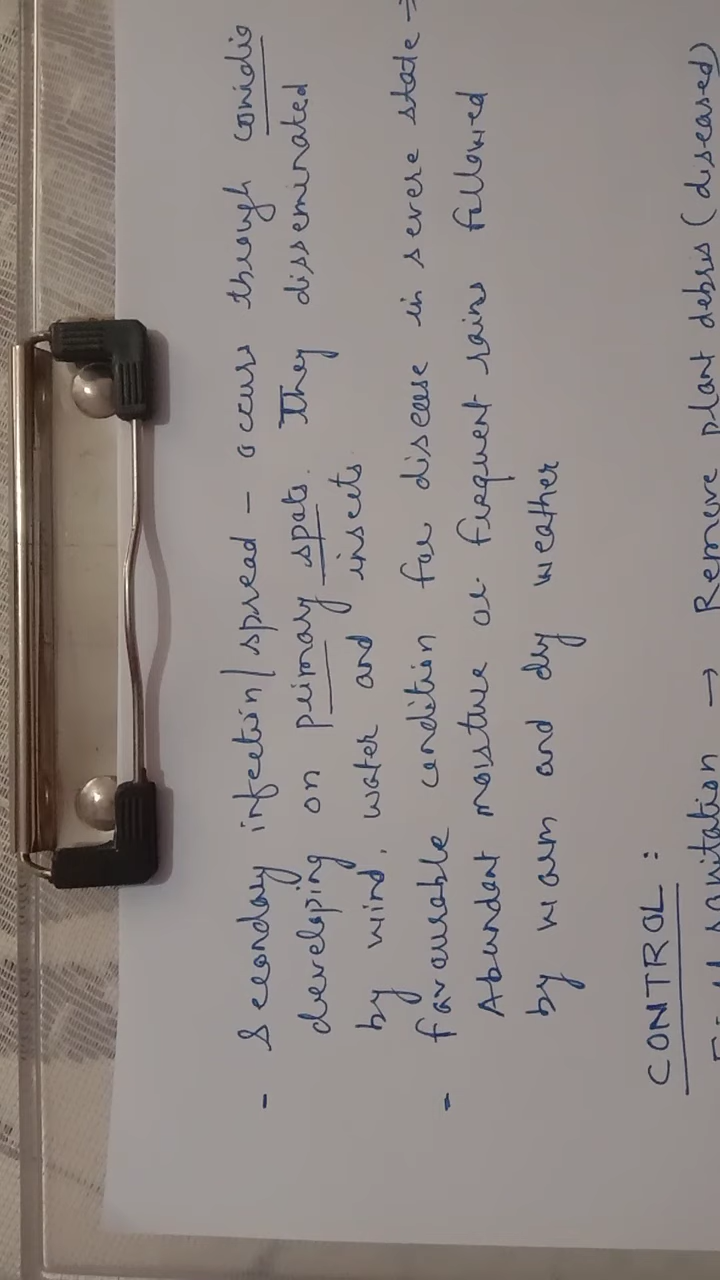 - Secondary infection/spread - occurs through conidia
developing on primary spots. They disseminated
by wind, water and insects.
- favourable condition for disease in severe state →
Abundant moisture or frequent rains followed
by warm and dry weather
CONTROL :
sanitation → Remove plant debris (diseased)